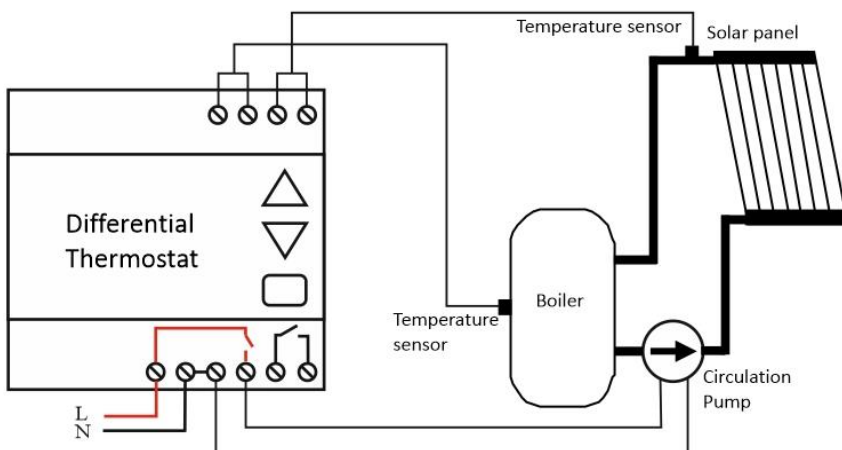 Temperature sensor
Solar panel
Differential
Thermostat
Boiler
Temperature
sensor
Circulation
Pump
L
N